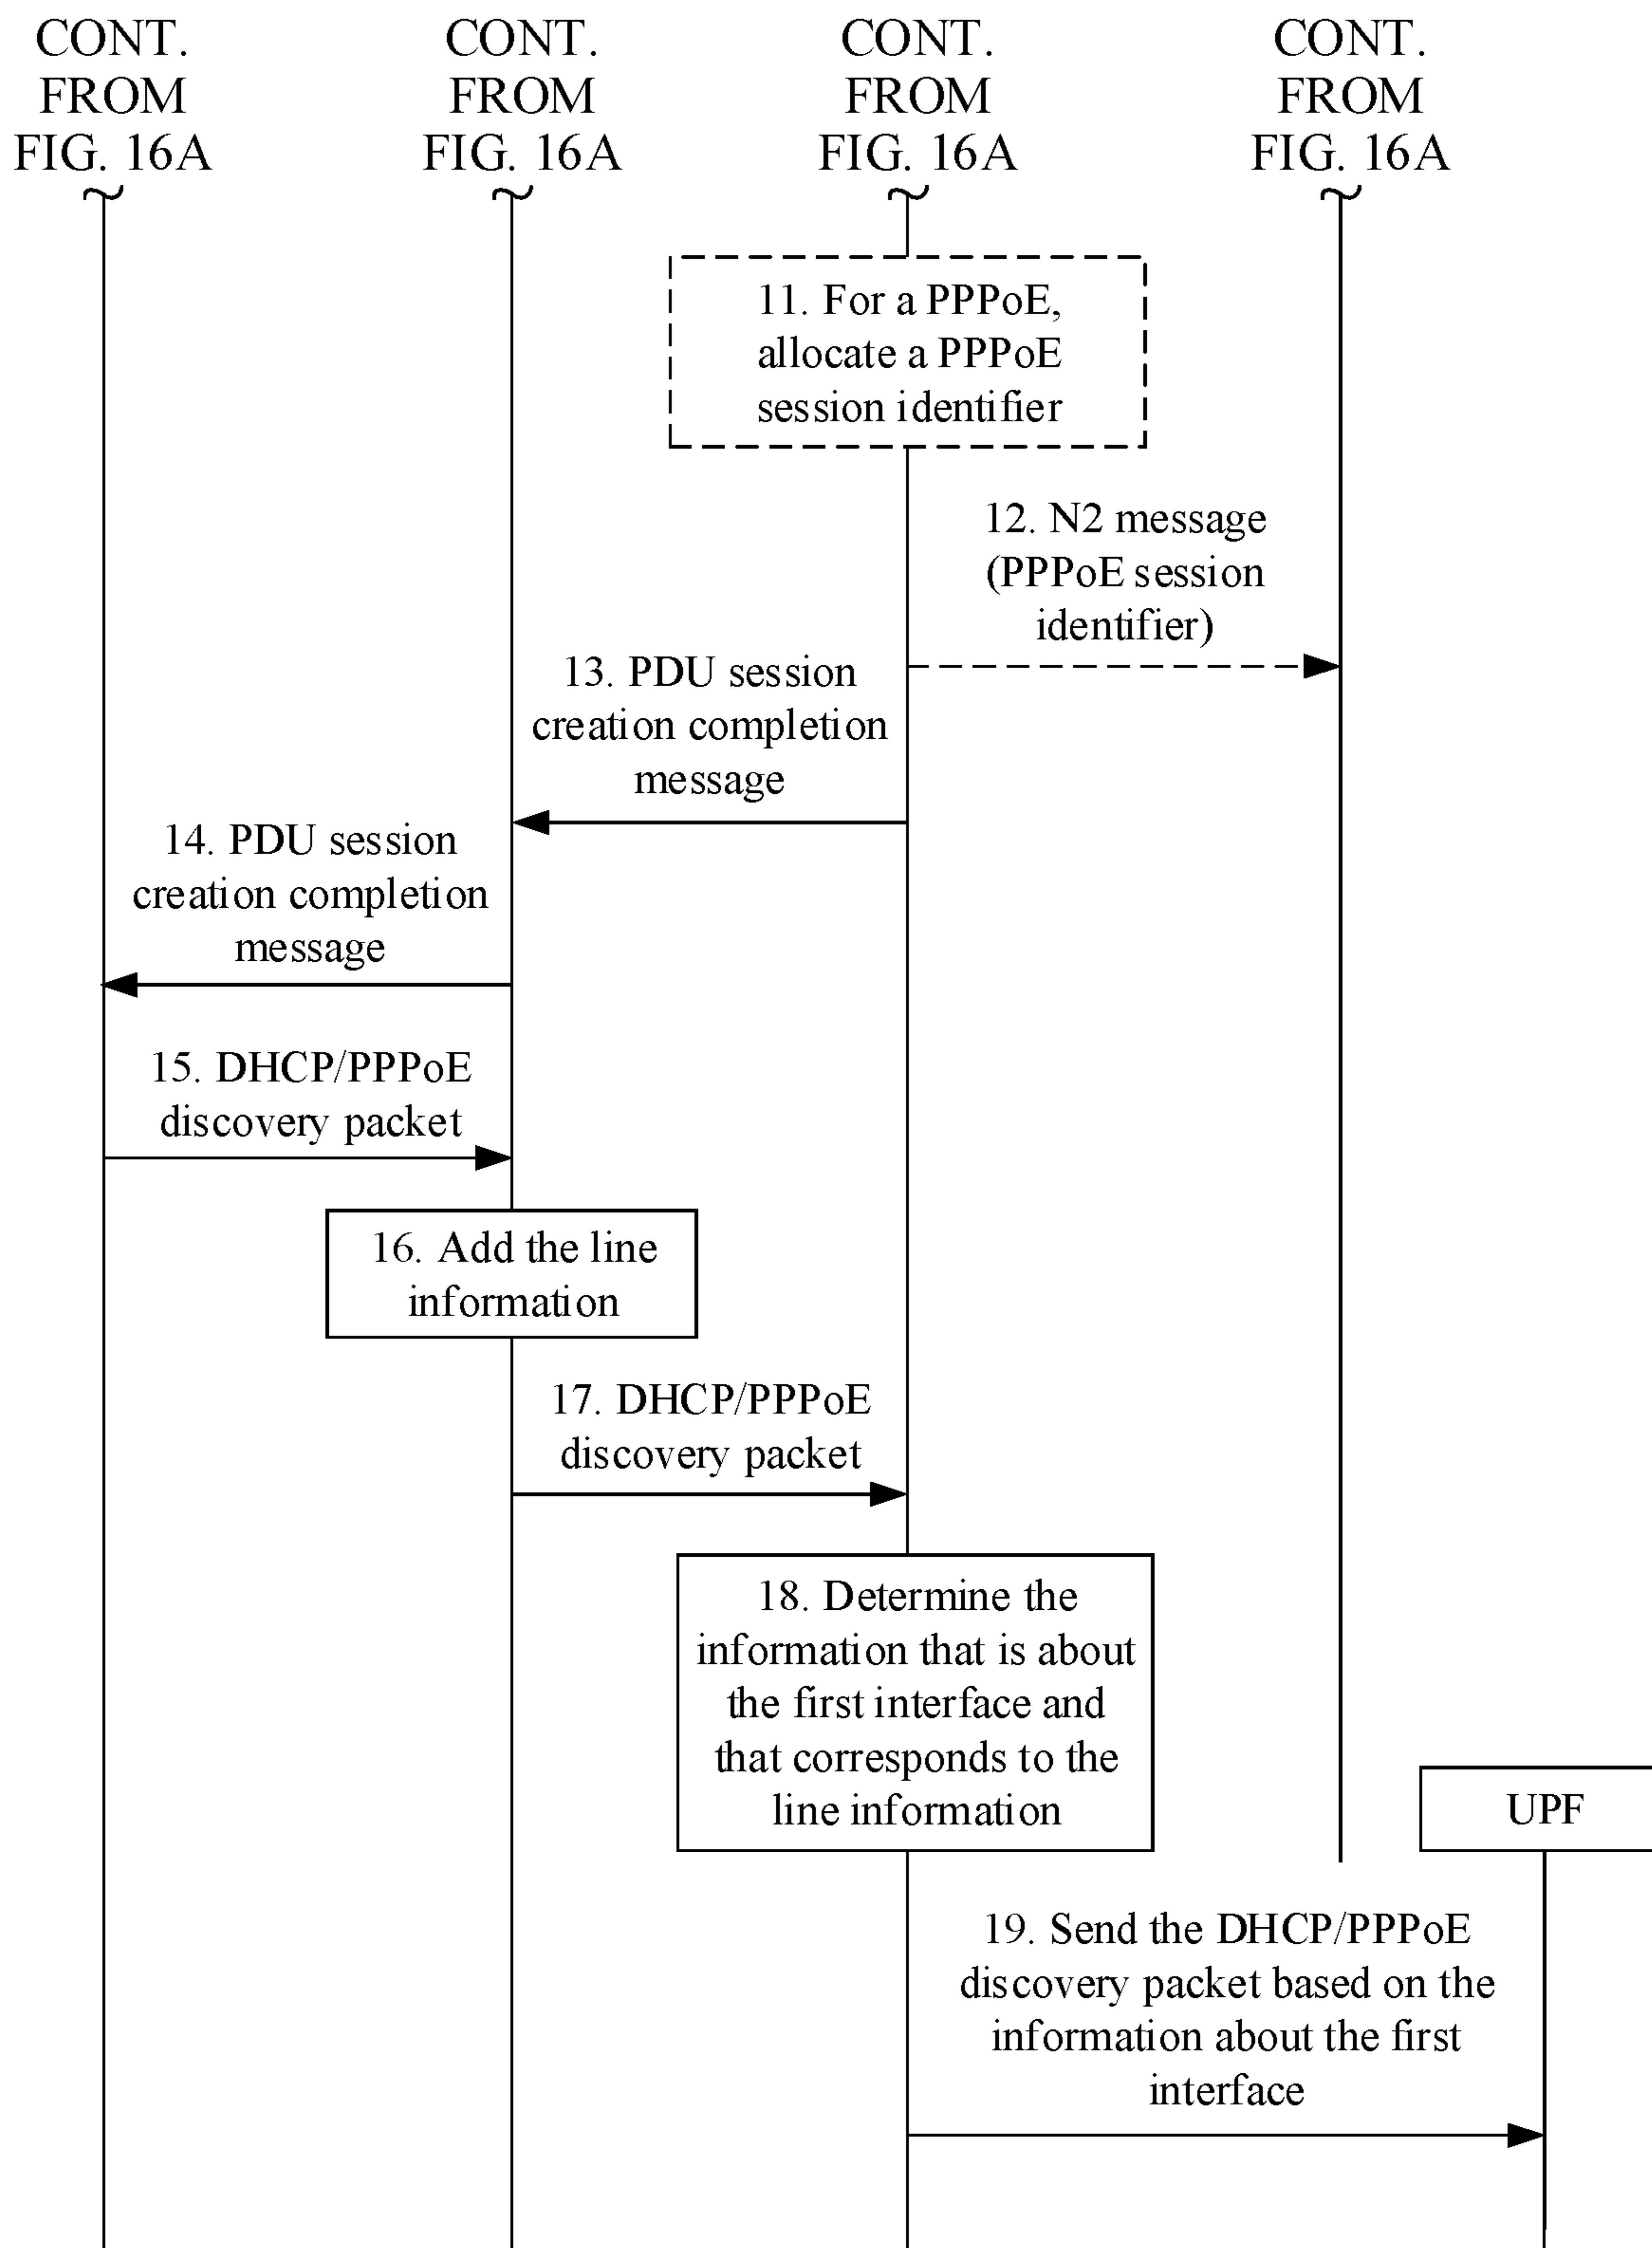 CONT.
FROM
FIG. 16A
CONT.
FROM
FIG. 16A
CONT.
FROM
FIG. 16A
CONT.
FROM
FIG. 16A
11. For a PPPoE,
allocate a PPPoE
session identifier
12. N2 message
(PPPoE session
identifier)
13. PDU session
creation completion
message
14. PDU session
creation completion
message
15. DHCP/PPPoE
discovery packet
16. Add the line
information
17. DHCP/PPPoE
discovery packet
18. Determine the
information that is about
the first interface and
that corresponds to the
line information
UPF
19. Send the DHCP/PPPoE
discovery packet based on the
information about the first
interface